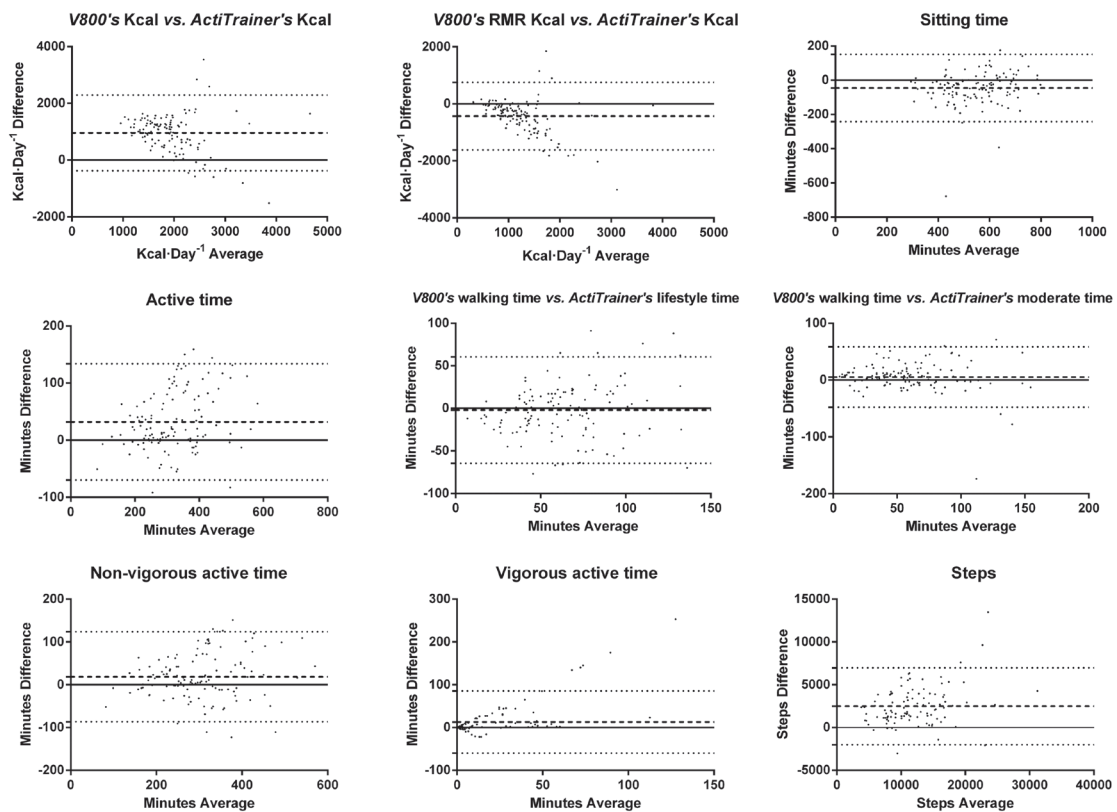 V800's Kcal vs. ActiTrainer's Kcal
4000
2000
0
-2000
Kcal·Day-1 Difference
0 1000 2000 3000 4000 5000
Kcal·Day-1 Average
V800's RMR Kcal vs. ActiTrainer's Kcal
2000
0
-2000
-4000
Kcal·Day-1 Difference
0 1000 2000 3000 4000 5000
Kcal·Day-1 Average
Sitting time
200
0
-200
-400
-600
-800
Minutes Difference
0 200 400 600 800 1000
Minutes Average
Active time
200
100
0
-100
Minutes Difference
0 200 400 600 800
Minutes Average
V800's walking time vs. ActiTrainer's lifestyle time
100
50
0
-50
-100
Minutes Difference
0 50 100 150
Minutes Average
V800's walking time vs. ActiTrainer's moderate time
100
0
-100
-200
Minutes Difference
0 50 100 150 200
Minutes Average
Non-vigorous active time
200
100
0
-100
-200
Minutes Difference
0 200 400 600
Minutes Average
Vigorous active time
300
200
100
0
-100
Minutes Difference
0 50 100 150
Minutes Average
Steps
15000
10000
5000
0
-5000
Steps Difference
0 10000 20000 30000 40000
Steps Average